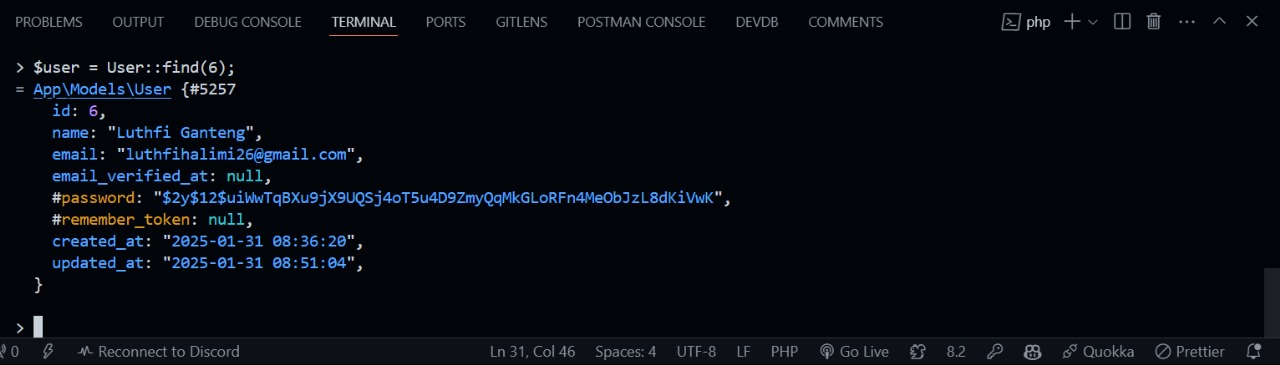 PROBLEMS OUTPUT DEBUG CONSOLE TERMINAL PORTS GITLENS POSTMAN CONSOLE DEVDB COMMENTS php
> $user = User::find(6);
= App\Models\User {#5257
id: 6,
name: "Luthfi Ganteng",
email: "luthfihalimi26@gmail.com",
email_verified_at: null,
#password: "$2y$12$uiWwTqBXu9jX9UQSj4oT5u4D9ZmyQqMkGLoRFn4MeObJzL8dKiVwK",
#remember_token: null,
created_at: "2025-01-31 08:36:20",
updated_at: "2025-01-31 08:51:04",
}
>
0 Reconnect to Discord Ln 31, Col 46 Spaces: 4 UTF-8 LF PHP Go Live 8.2 Quokka Prettier